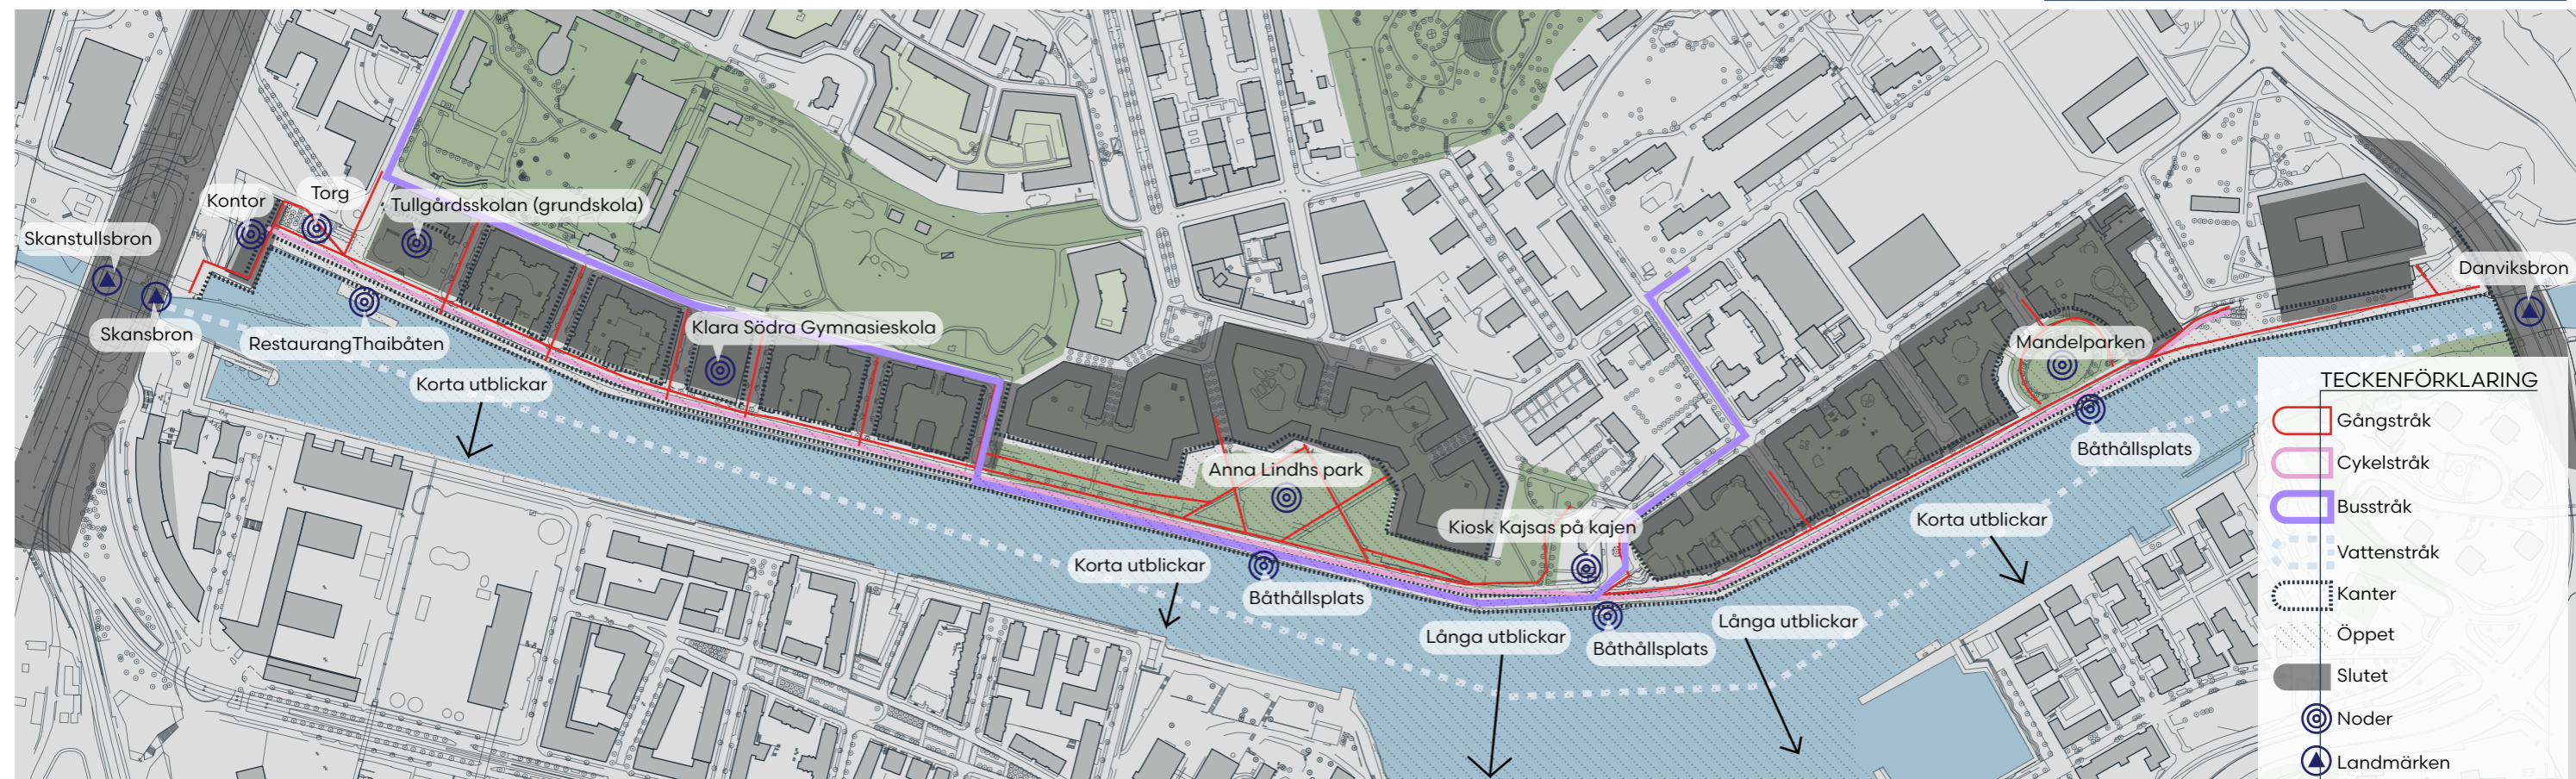 Skanstullsbron
Skansbron
Kontor
Torg
Tullgårdsskolan (grundskola)
RestaurangThaibåten
Korta utblickar
Klara Södra Gymnasieskola
Anna Lindhs park
Korta utblickar
Båthållsplats
Kiosk Kajsas på kajen
Långa utblickar
Båthållsplats
Långa utblickar
Korta utblickar
Mandelparken
Båthållsplats
Danviksbron
TECKENFÖRKLARING
Gångstråk
Cykelstråk
Busstråk
Vattenstråk
Kanter
Öppet
Slutet
Noder
Landmärken